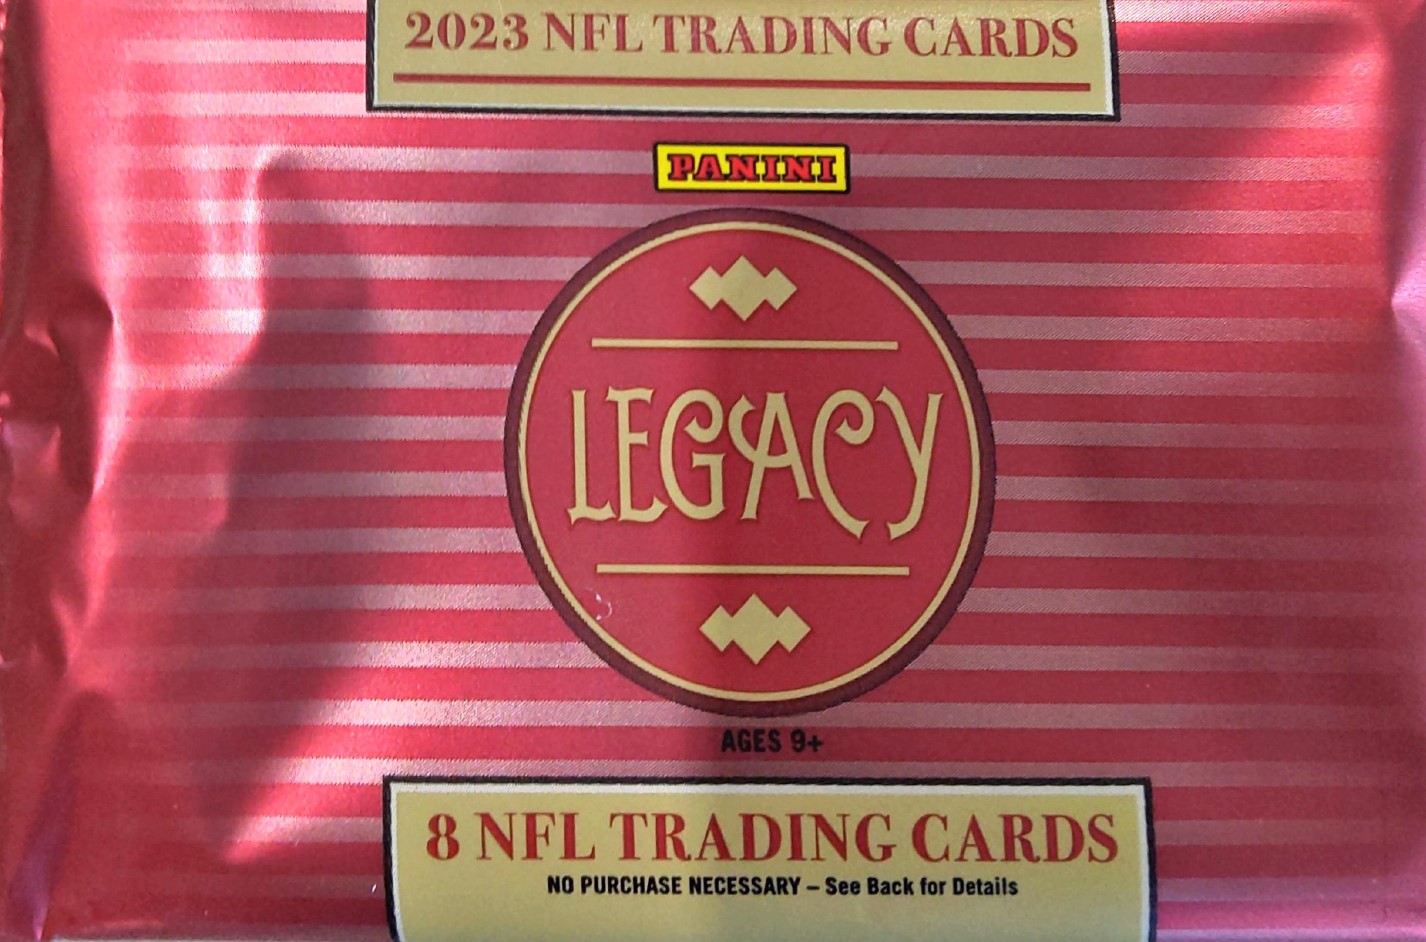 2023 NFL TRADING CARDS
PANINI
LEGACY
AGES 9+
8 NFL TRADING CARDS
NO PURCHASE NECESSARY – See Back for Details